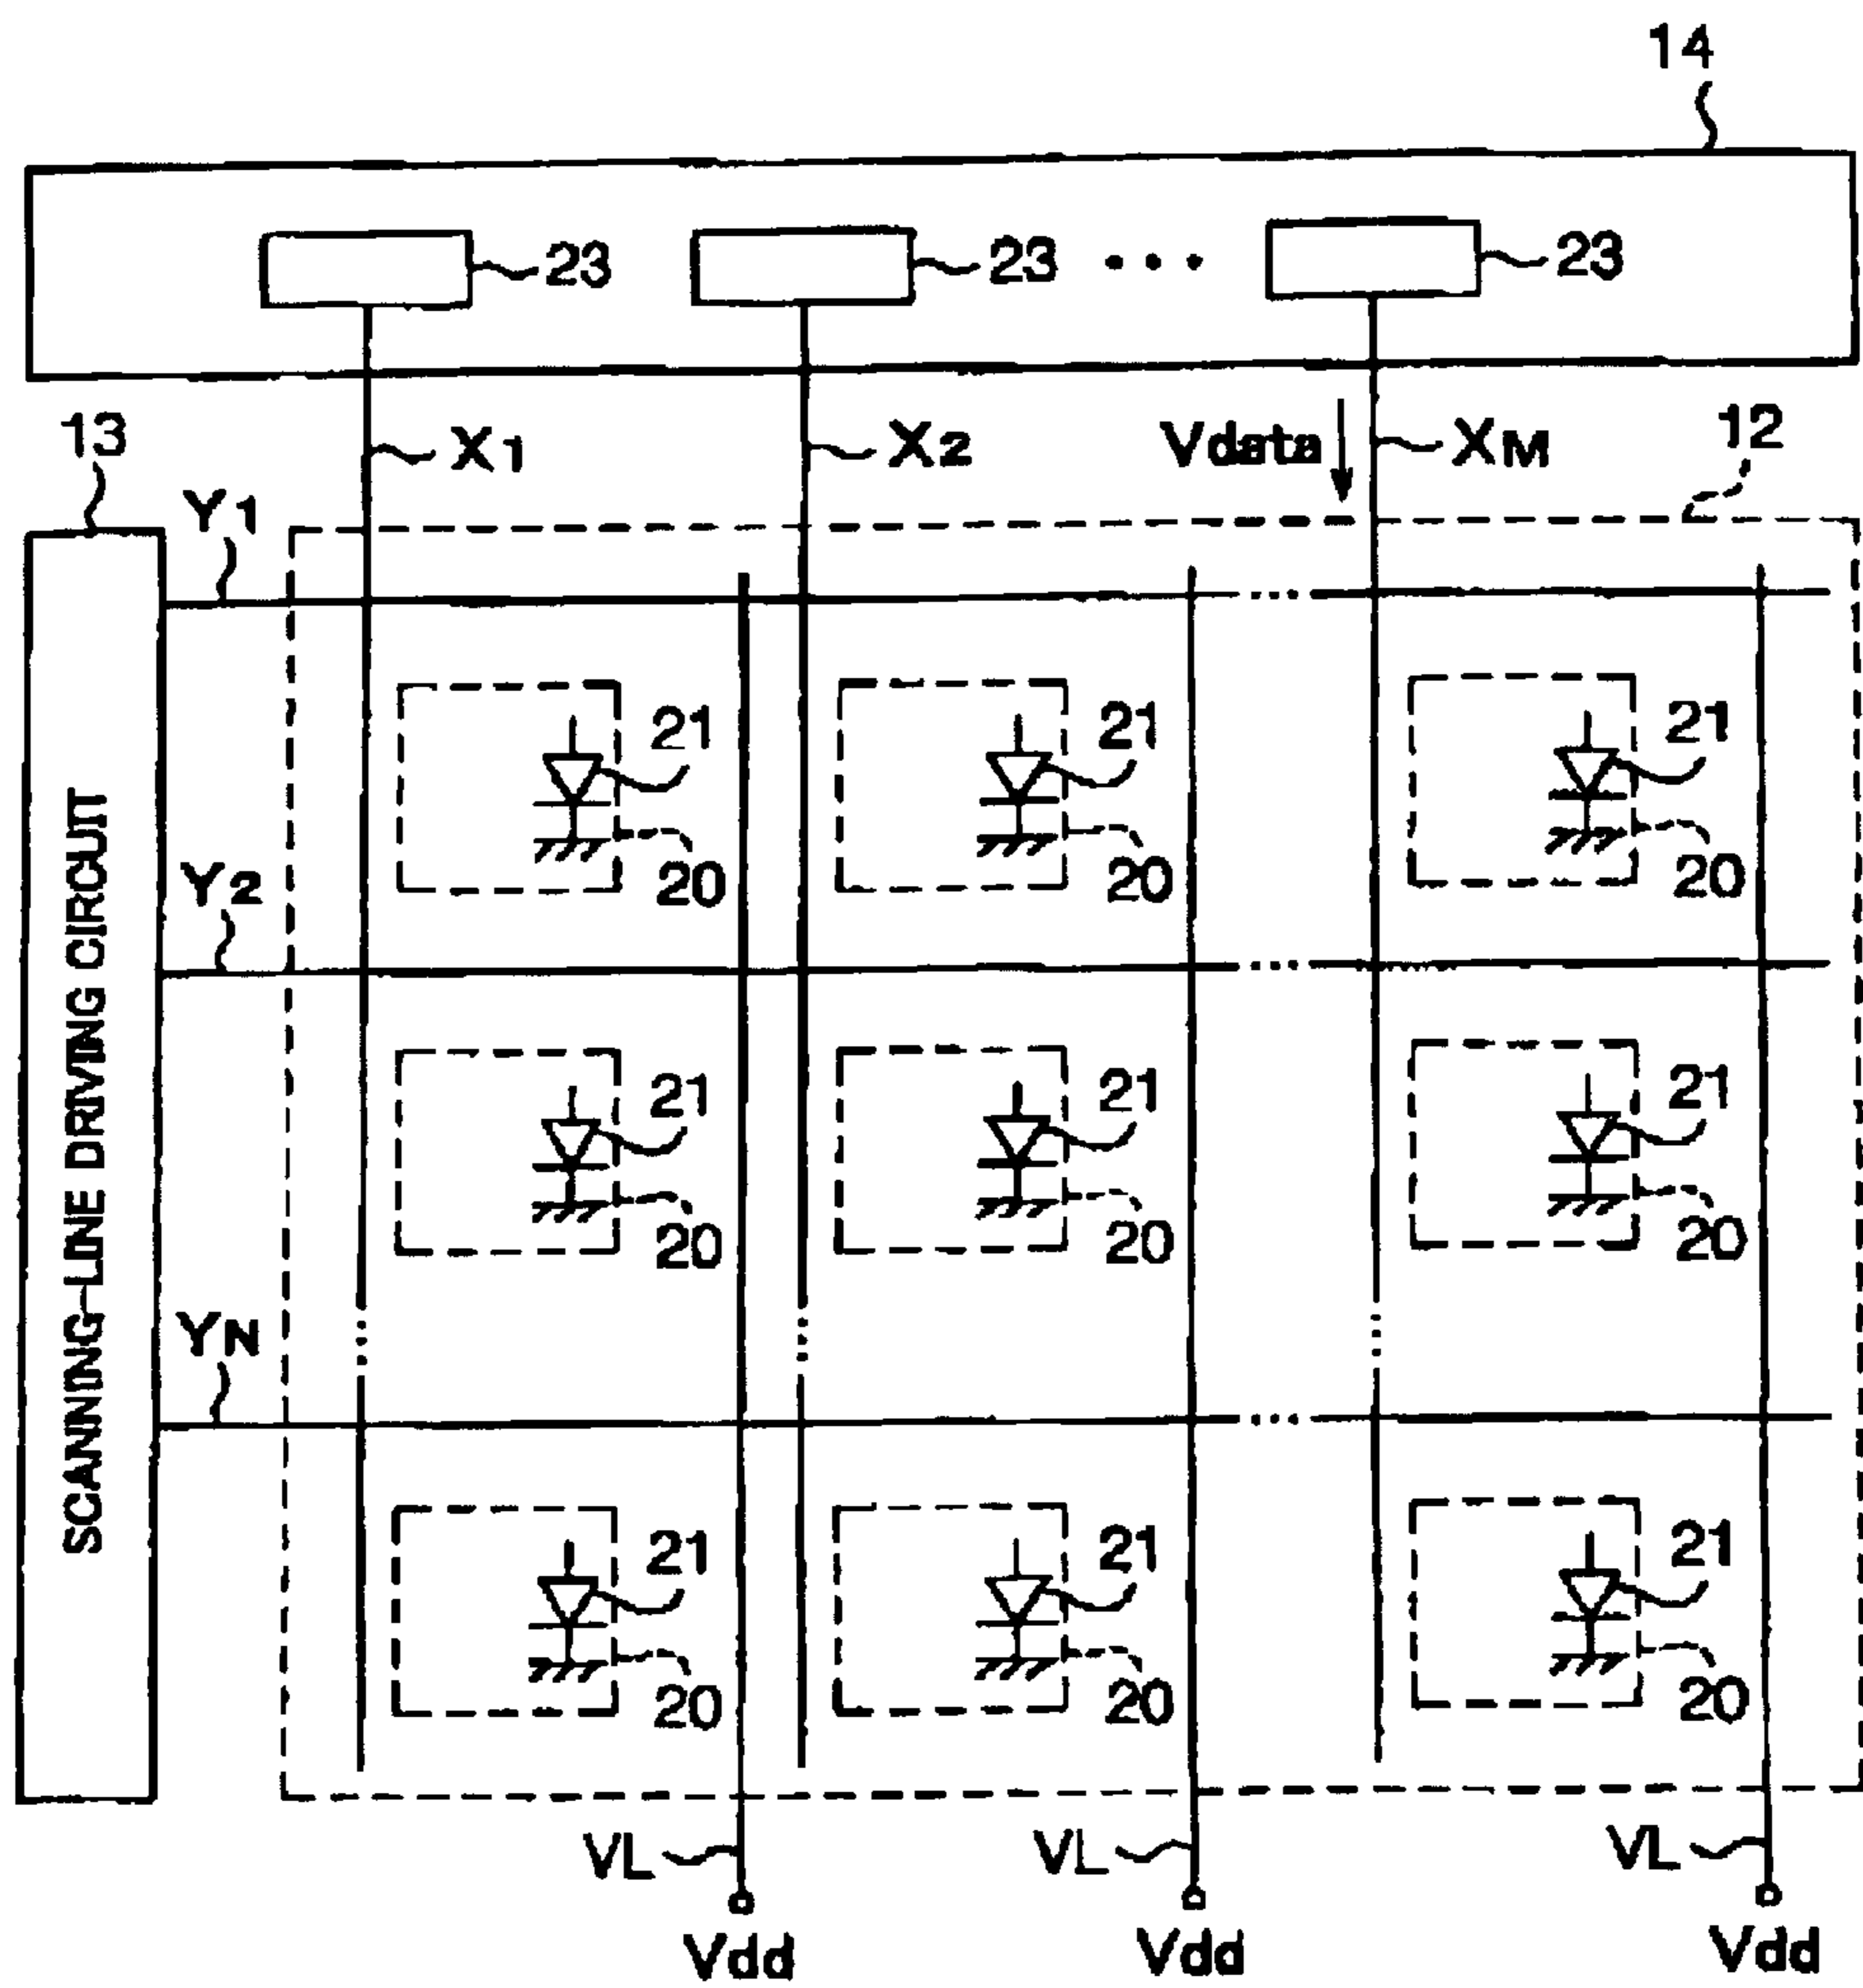 14
23 23 ••• 23
13 X1 X2 Vdata XM 12
Y1
21 21 21
20 20 20
Y2
21 21 21
20 20 20
YN
21 21 21
20 20 20
SCANNING-LINE DRIVING CIRCUIT
VL VL VL
Vdd Vdd Vdd